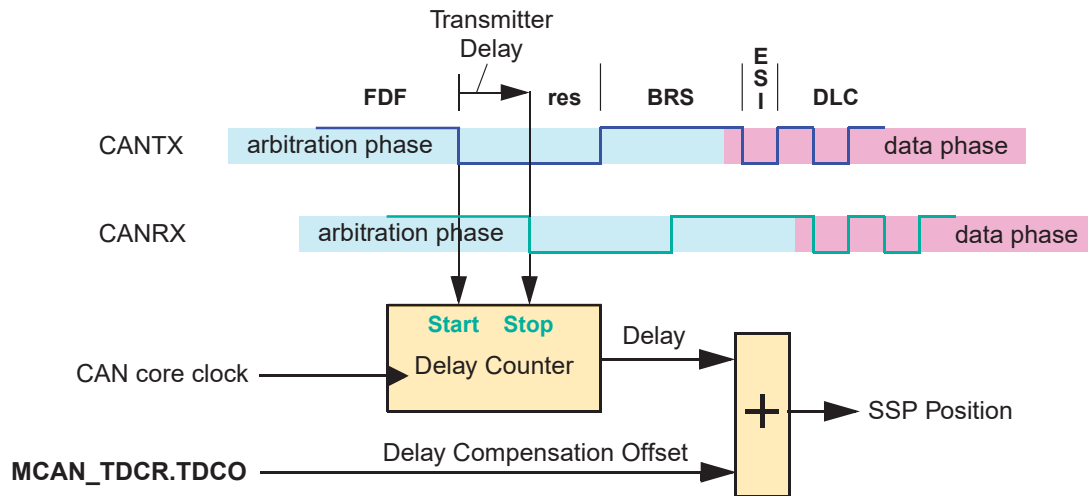 Transmitter
Delay
FDF
res
BRS
ESI
DLC
CANTX
arbitration phase
data phase
CANRX
arbitration phase
data phase
Start
Stop
Delay Counter
CAN core clock
Delay
+
SSP Position
Delay Compensation Offset
MCAN_TDCR.TDCO